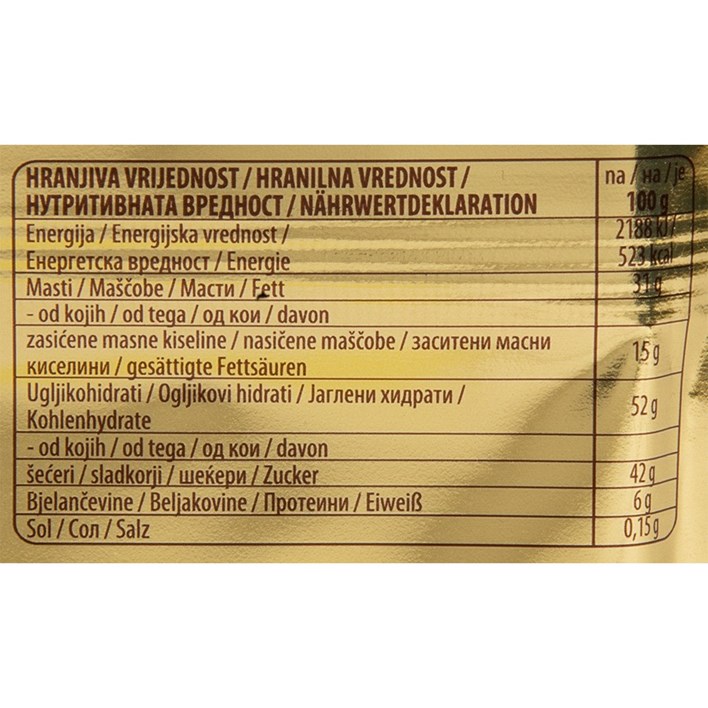 HRANJIVA VRIJEDNOST / HRANILNA VREDNOST / na / на / je
НУТРИТИВНАТА ВРЕДНОСТ / NÄHRWERTDEKLARATION 100 g
Energija / Energijska vrednost / 2188 kJ /
Енергетска вредност / Energie 523 kcal
Masti / Maščobe / Масти / Fett 31 g
- od kojih / od tega / од кои / davon
zasićene masne kiseline / nasičene maščobe / заситени масни 15 g
киселини / gesättigte Fettsäuren
Ugljikohidrati / Ogljikovi hidrati / Јаглени хидрати / 52 g
Kohlenhydrate
- od kojih / od tega / од кои / davon
šećeri / sladkorji / шеќери / Zucker 42 g
Bjelančevine / Beljakovine / Протеини / Eiweiß 6 g
Sol / Сол / Salz 0,15 g